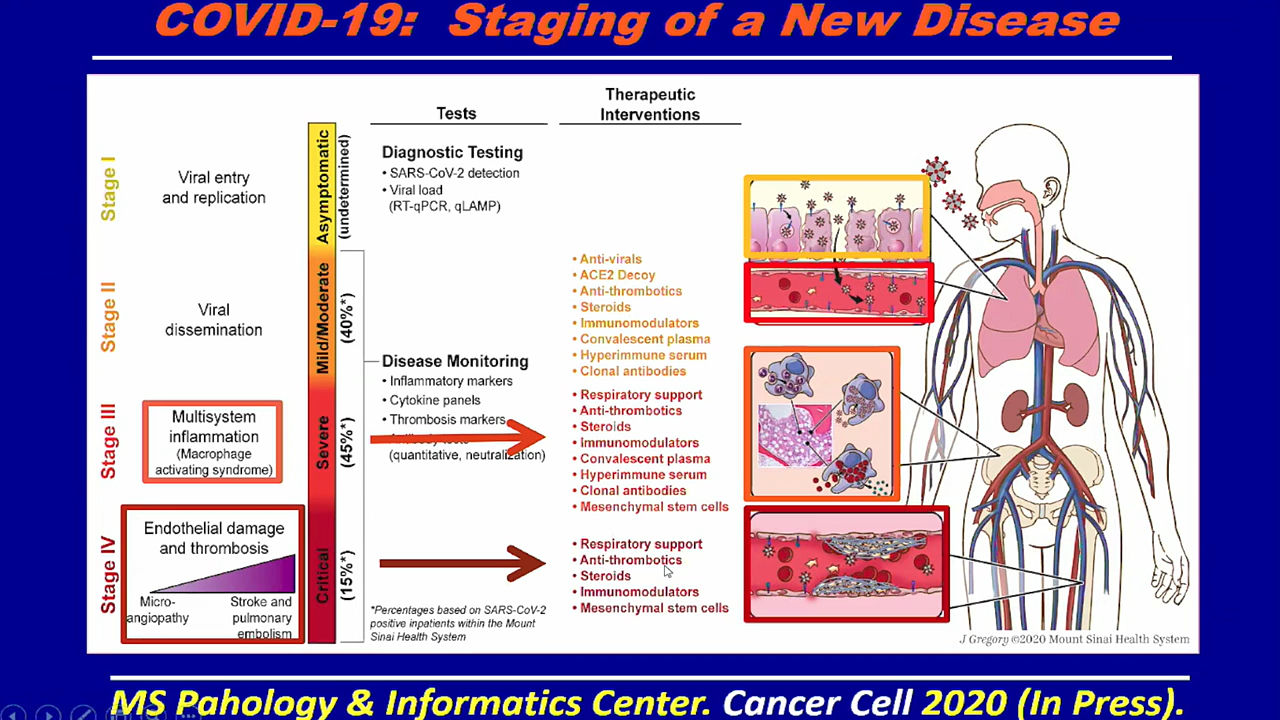 COVID-19: Staging of a New Disease
Tests
Therapeutic
Interventions
Stage I
Viral entry
and replication
Asymptomatic
(undetermined)
Diagnostic Testing
• SARS-CoV-2 detection
• Viral load
(RT-qPCR, qLAMP)
Stage II
Viral
dissemination
Mild/Moderate
(40%*)
• Anti-virals
• ACE2 Decoy
• Anti-thrombotics
• Steroids
• Immunomodulators
• Convalescent plasma
• Hyperimmune serum
• Clonal antibodies
Disease Monitoring
• Inflammatory markers
• Cytokine panels
• Thrombosis markers
(quantitative, neutralization)
Stage III
Multisystem
inflammation
(Macrophage
activating syndrome)
Severe
(45%*)
• Respiratory support
• Anti-thrombotics
• Steroids
• Immunomodulators
• Convalescent plasma
• Hyperimmune serum
• Clonal antibodies
• Mesenchymal stem cells
Stage IV
Endothelial damage
and thrombosis
Micro-
angiopathy
Stroke and
pulmonary
embolism
Critical
(15%*)
• Respiratory support
• Anti-thrombotics
• Steroids
• Immunomodulators
• Mesenchymal stem cells
*Percentages based on SARS-COV-2
positive inpatients within the Mount
Sinai Health System
J Gregory ©2020 Mount Sinai Health System
MS Pahology & Informatics Center. Cancer Cell 2020 (In Press).